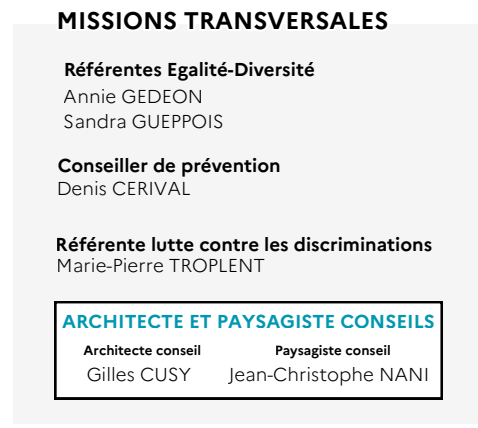 MISSIONS TRANSVERSALES
Référentes Egalité-Diversité
Annie GEDEON
Sandra GUEPPOIS
Conseiller de prévention
Denis CERIVAL
Référente lutte contre les discriminations
Marie-Pierre TROPLENT
ARCHITECTE ET PAYSAGISTE CONSEILS
Architecte conseil Paysagiste conseil
Gilles CUSY Jean-Christophe NANI